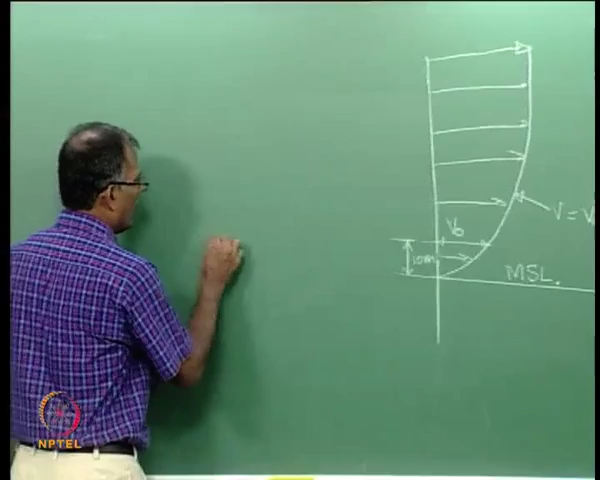 V₀
V = V
10m
MSL.
NPTEL